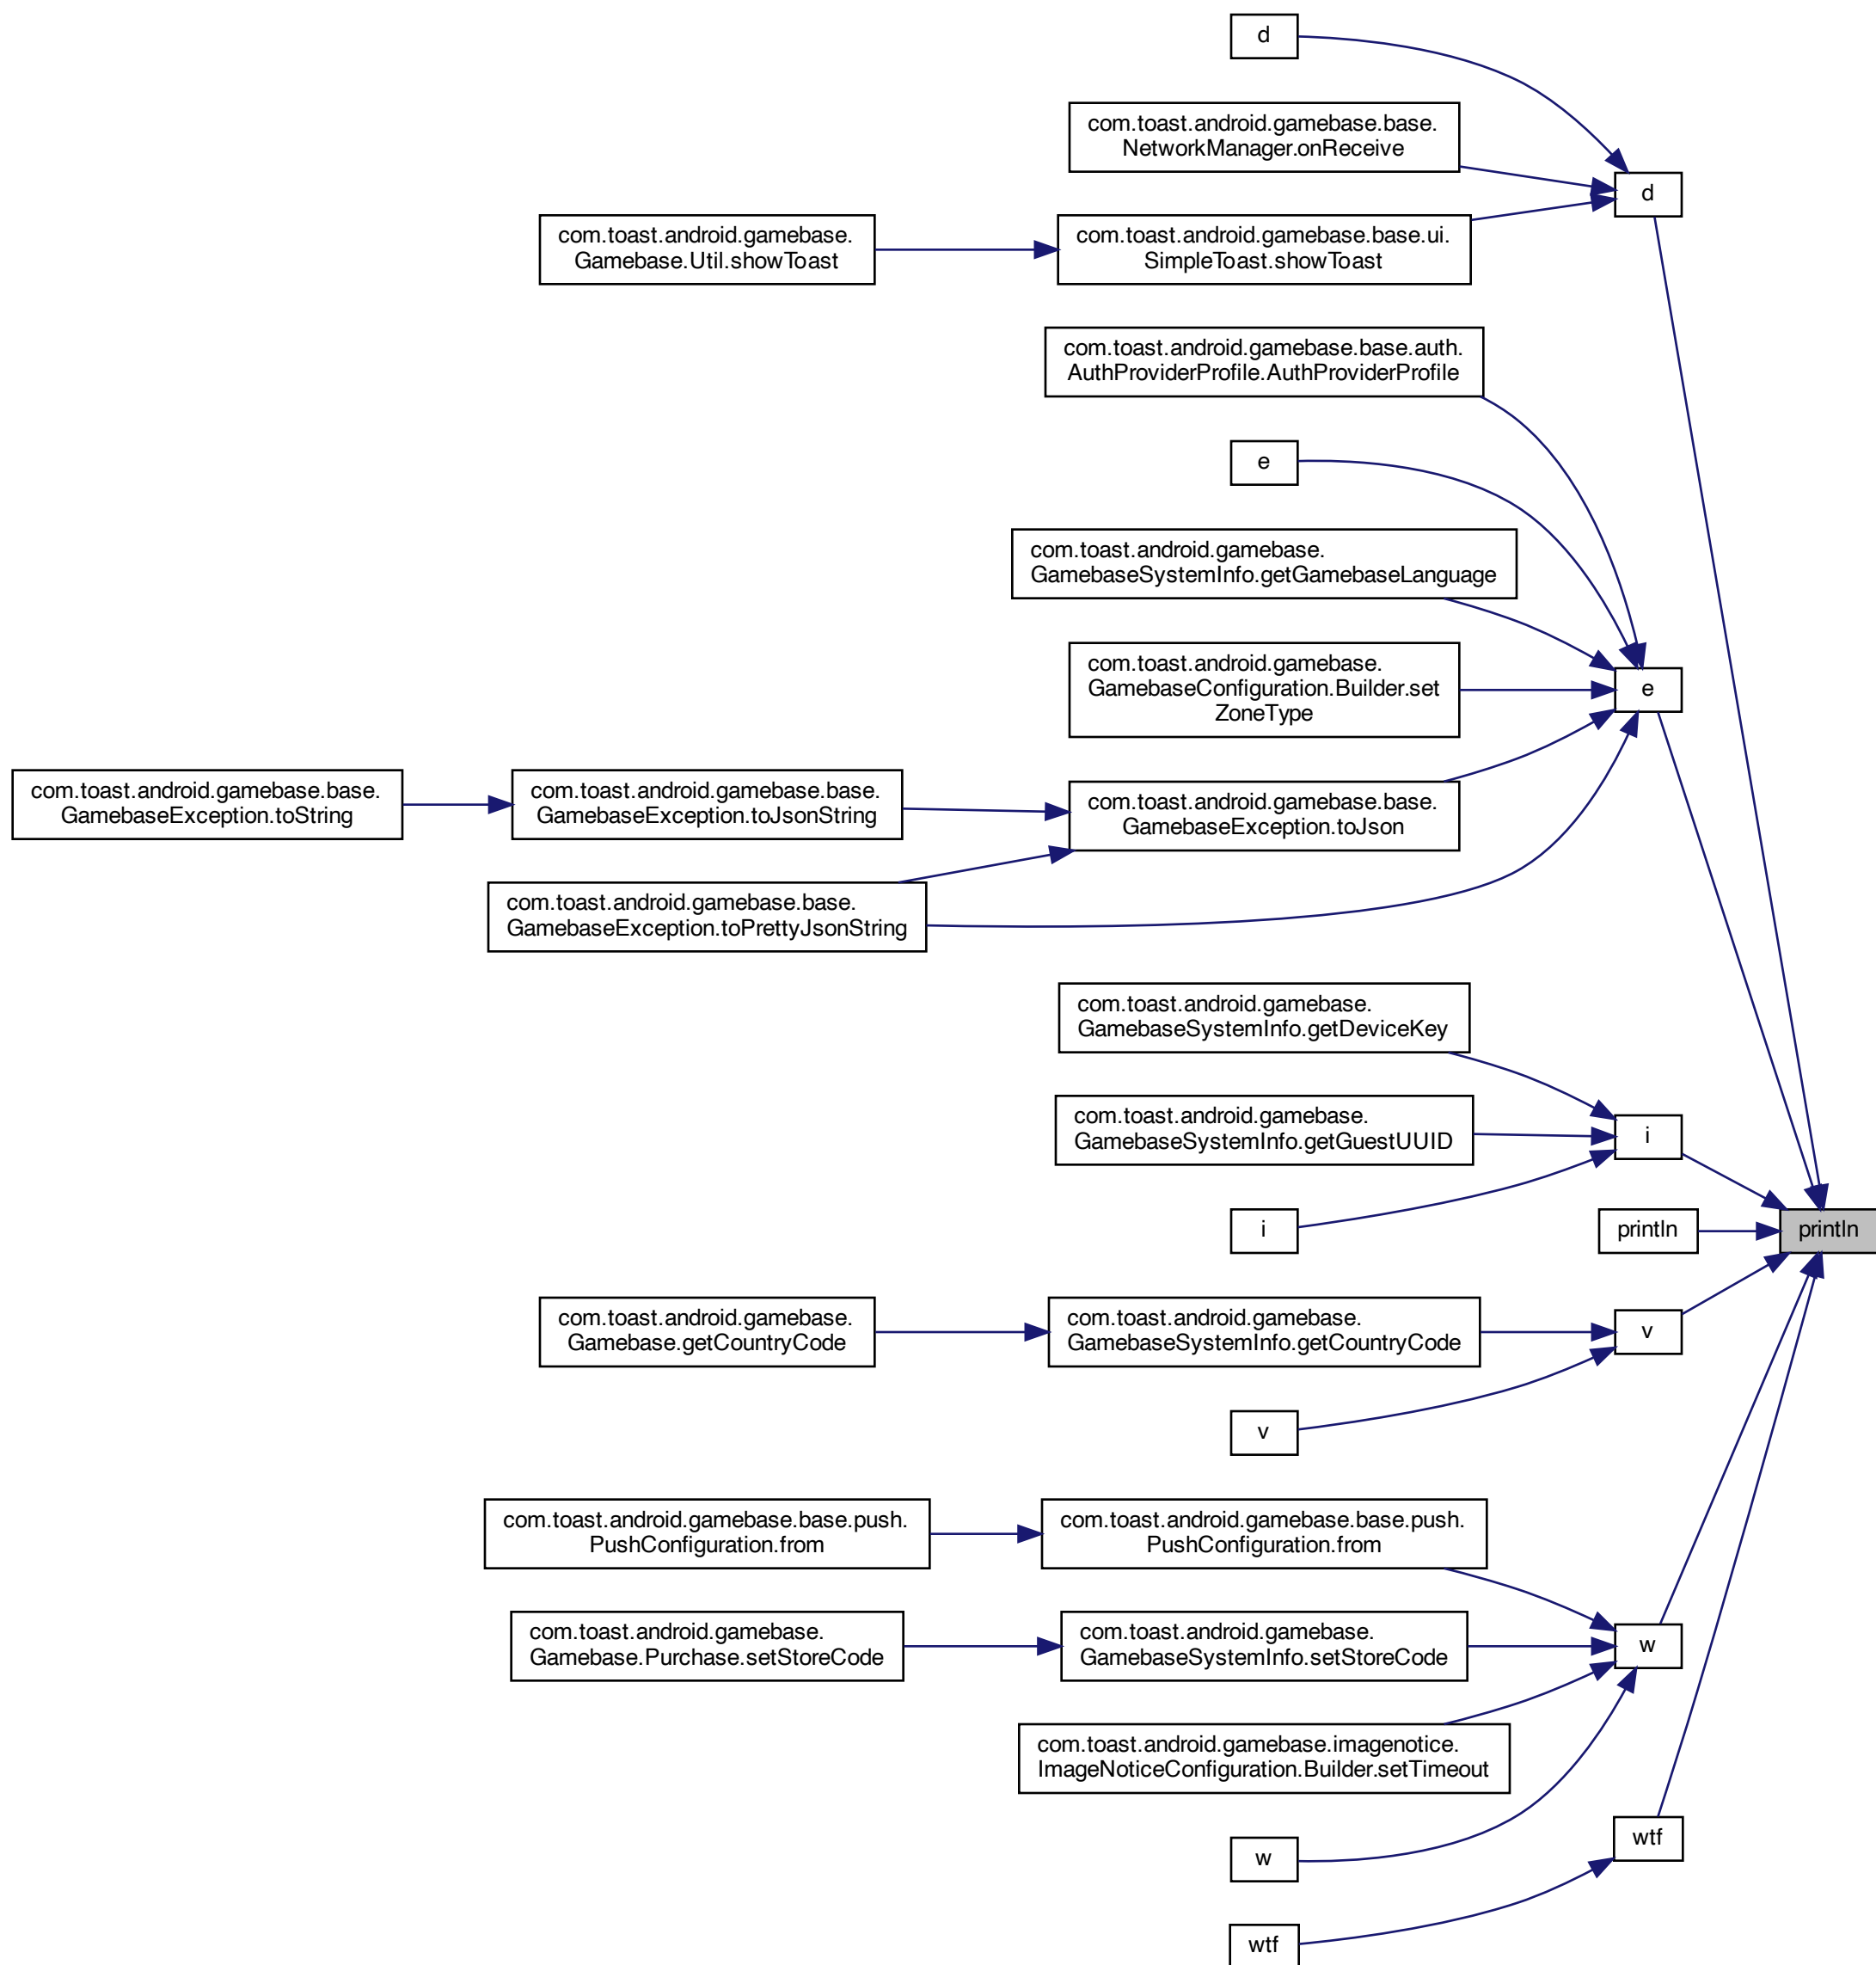 d
com.toast.android.gamebase.base.
NetworkManager.onReceive
d
com.toast.android.gamebase.
Gamebase.Util.showToast
com.toast.android.gamebase.base.ui.
SimpleToast.showToast
com.toast.android.gamebase.base.auth.
AuthProviderProfile.AuthProviderProfile
e
com.toast.android.gamebase.
GamebaseSystemInfo.getGamebaseLanguage
com.toast.android.gamebase.
GamebaseConfiguration.Builder.set
ZoneType
e
com.toast.android.gamebase.base.
GamebaseException.toString
com.toast.android.gamebase.base.
GamebaseException.toJsonString
com.toast.android.gamebase.base.
GamebaseException.toJson
com.toast.android.gamebase.base.
GamebaseException.toPrettyJsonString
com.toast.android.gamebase.
GamebaseSystemInfo.getDeviceKey
com.toast.android.gamebase.
GamebaseSystemInfo.getGuestUUID
i
i
println
println
com.toast.android.gamebase.
Gamebase.getCountryCode
com.toast.android.gamebase.
GamebaseSystemInfo.getCountryCode
v
v
com.toast.android.gamebase.base.push.
PushConfiguration.from
com.toast.android.gamebase.base.push.
PushConfiguration.from
com.toast.android.gamebase.
Gamebase.Purchase.setStoreCode
com.toast.android.gamebase.
GamebaseSystemInfo.setStoreCode
w
com.toast.android.gamebase.imagenotice.
ImageNoticeConfiguration.Builder.setTimeout
w
wtf
wtf